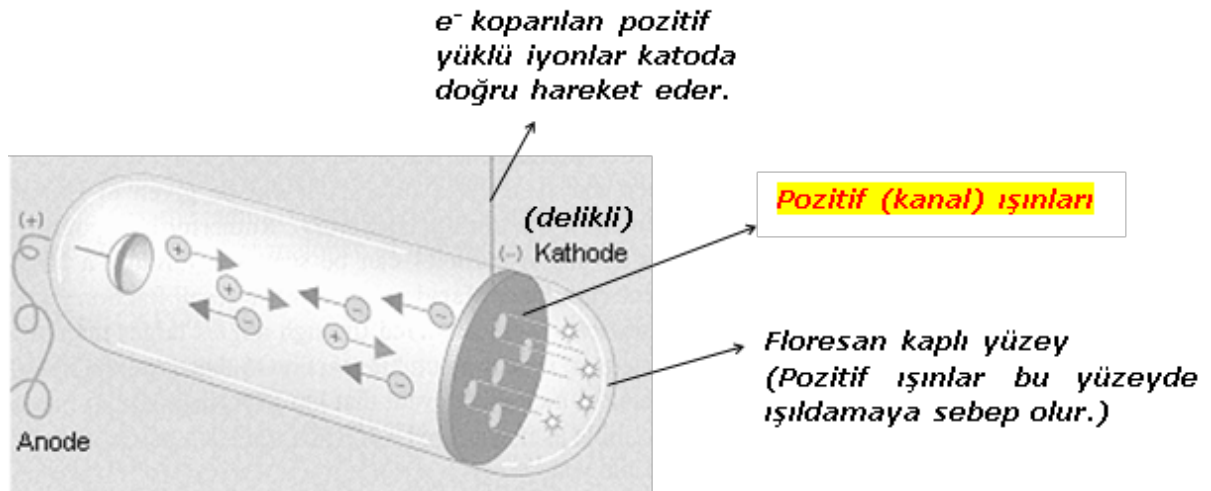 e⁻ koparılan pozitif
yüklü iyonlar katoda
doğru hareket eder.
Pozitif (kanal) ışınları
(delikli)
(+)
(-) Kathode
+
+
-
-
-
+
-
Floresan kaplı yüzey
(Pozitif ışınlar bu yüzeyde
ışıldamaya sebep olur.)
Anode